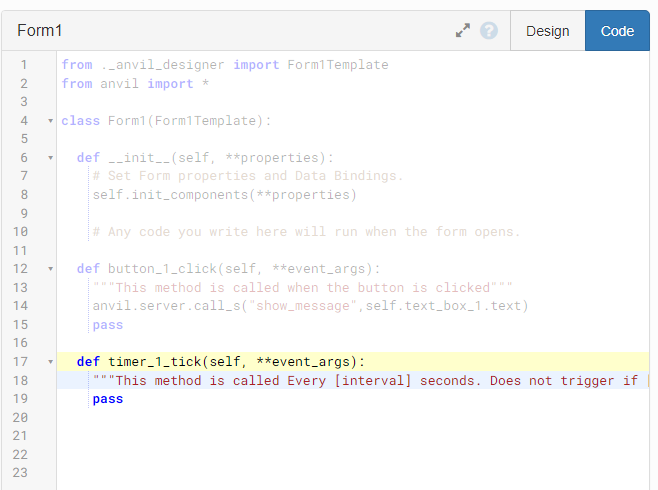 Form1
Design
Code
1 from ._anvil_designer import Form1Template
2 from anvil import *
3
4 class Form1(Form1Template):
5
6 def __init__(self, **properties):
7 # Set Form properties and Data Bindings.
8 self.init_components(**properties)
9
10 # Any code you write here will run when the form opens.
11
12 def button_1_click(self, **event_args):
13 """This method is called when the button is clicked"""
14 anvil.server.call_s("show_message",self.text_box_1.text)
15 pass
16
17 def timer_1_tick(self, **event_args):
18 """This method is called Every [interval] seconds. Does not trigger if [
19 pass
20
21
22
23